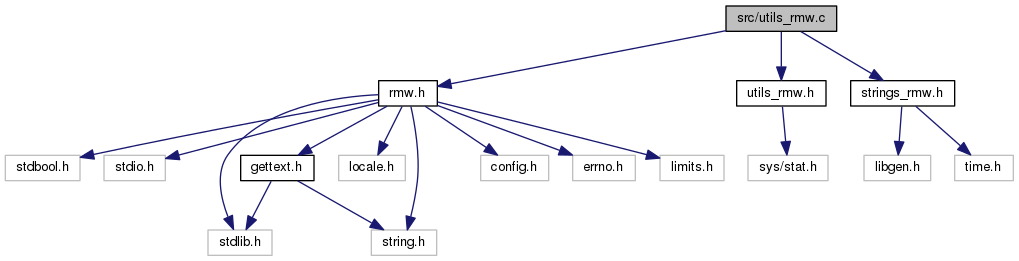 src/utils_rmw.c
rmw.h
utils_rmw.h
strings_rmw.h
stdbool.h
stdio.h
gettext.h
locale.h
config.h
errno.h
limits.h
sys/stat.h
libgen.h
time.h
stdlib.h
string.h